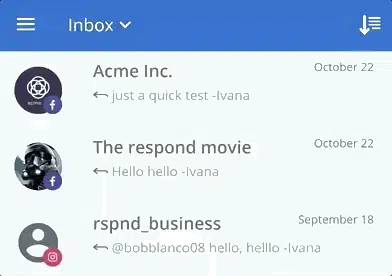 Inbox
Acme Inc.
October 22
just a quick test -Ivana
acme
The respond movie
October 22
Hello hello -Ivana
rspnd_business
September 18
@bobblanco08 hello, helllo -Ivana